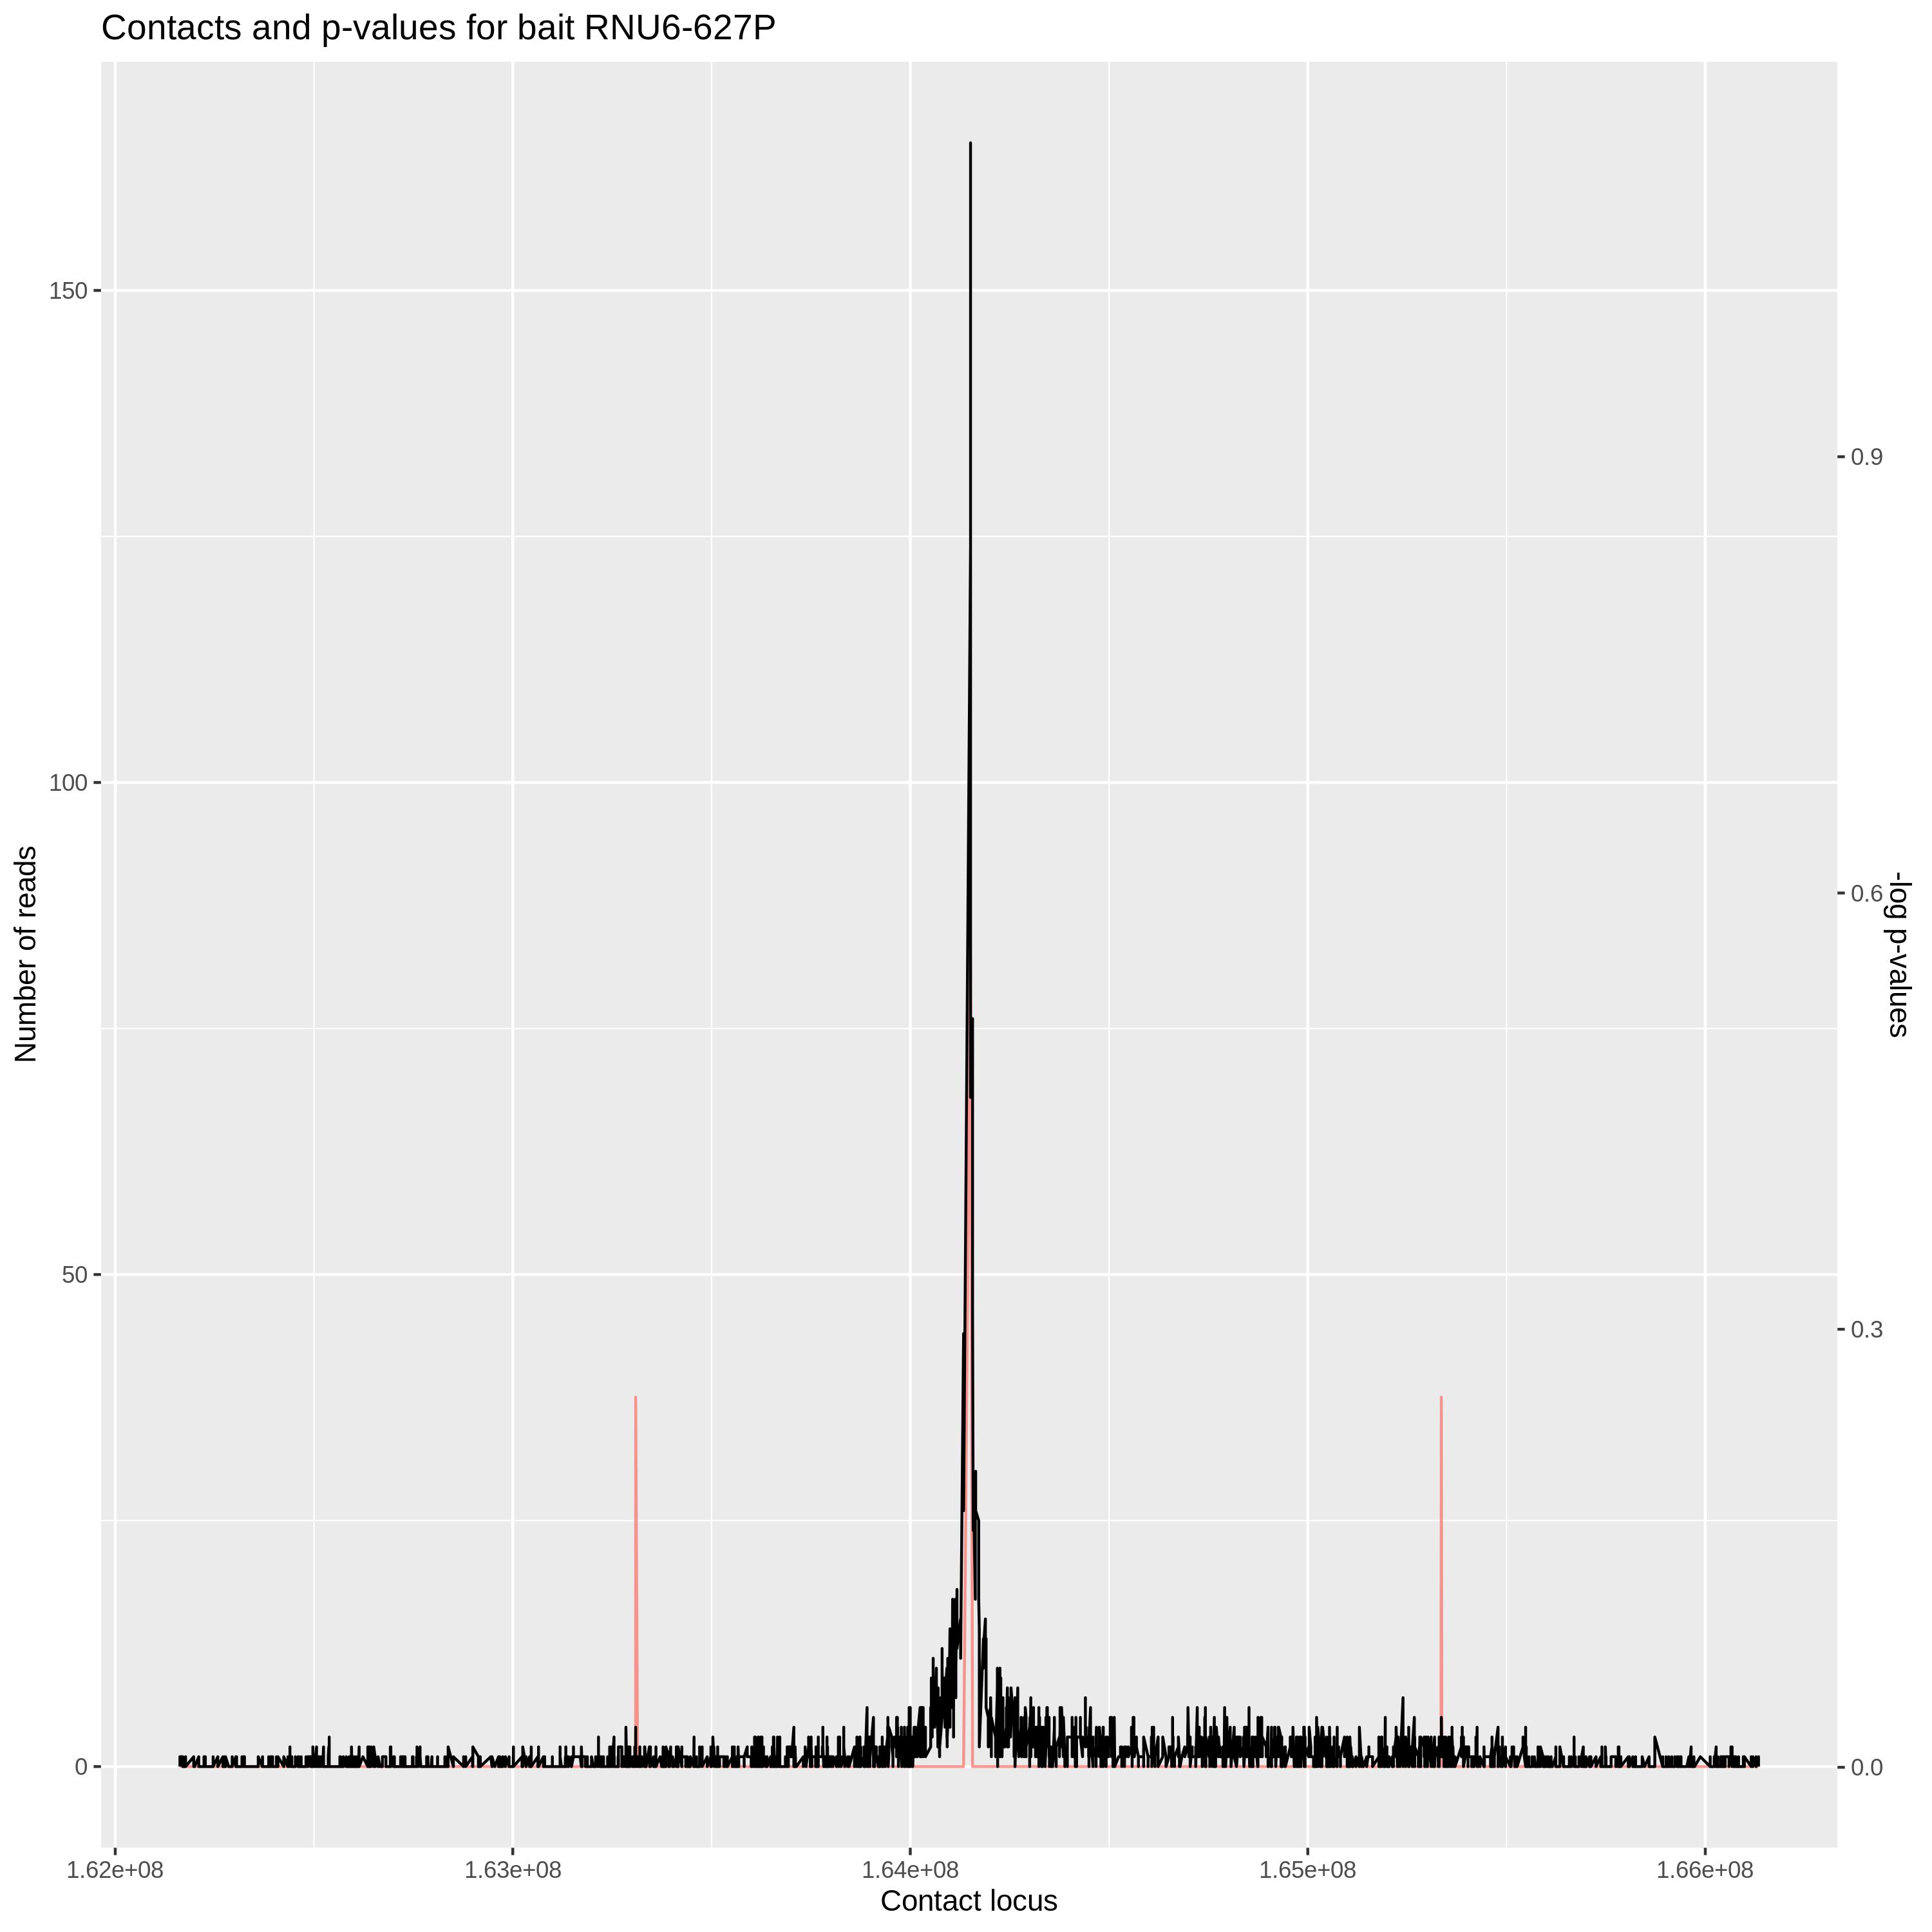 Contacts and p-values for bait RNU6-627P
150
100
50
0
Number of reads
0.9
0.6
0.3
0.0
-log p-values
1.62e+08
1.63e+08
1.64e+08
1.65e+08
1.66e+08
Contact locus